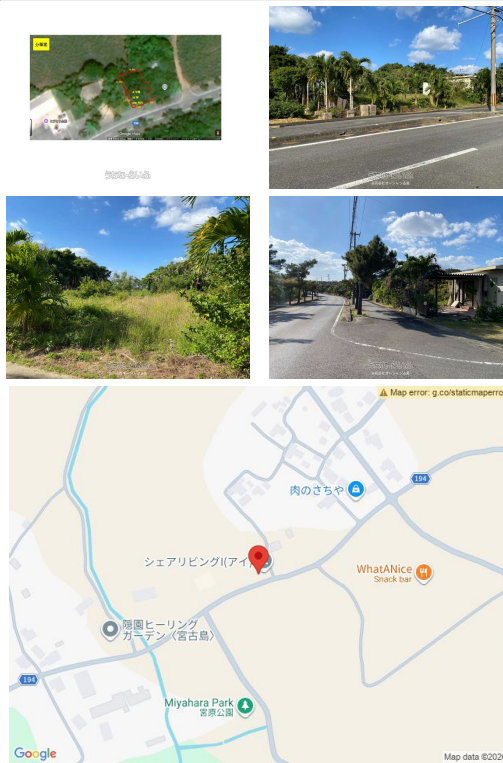 Map error: g.co/staticmaperro
肉のさちや
194
シェアリビングI(アイ)
WhatANice
Snack bar
隠園ヒーリング
ガーデン〈宮古島〉
194
Miyahara Park
宮原公園
Google
Map data ©202